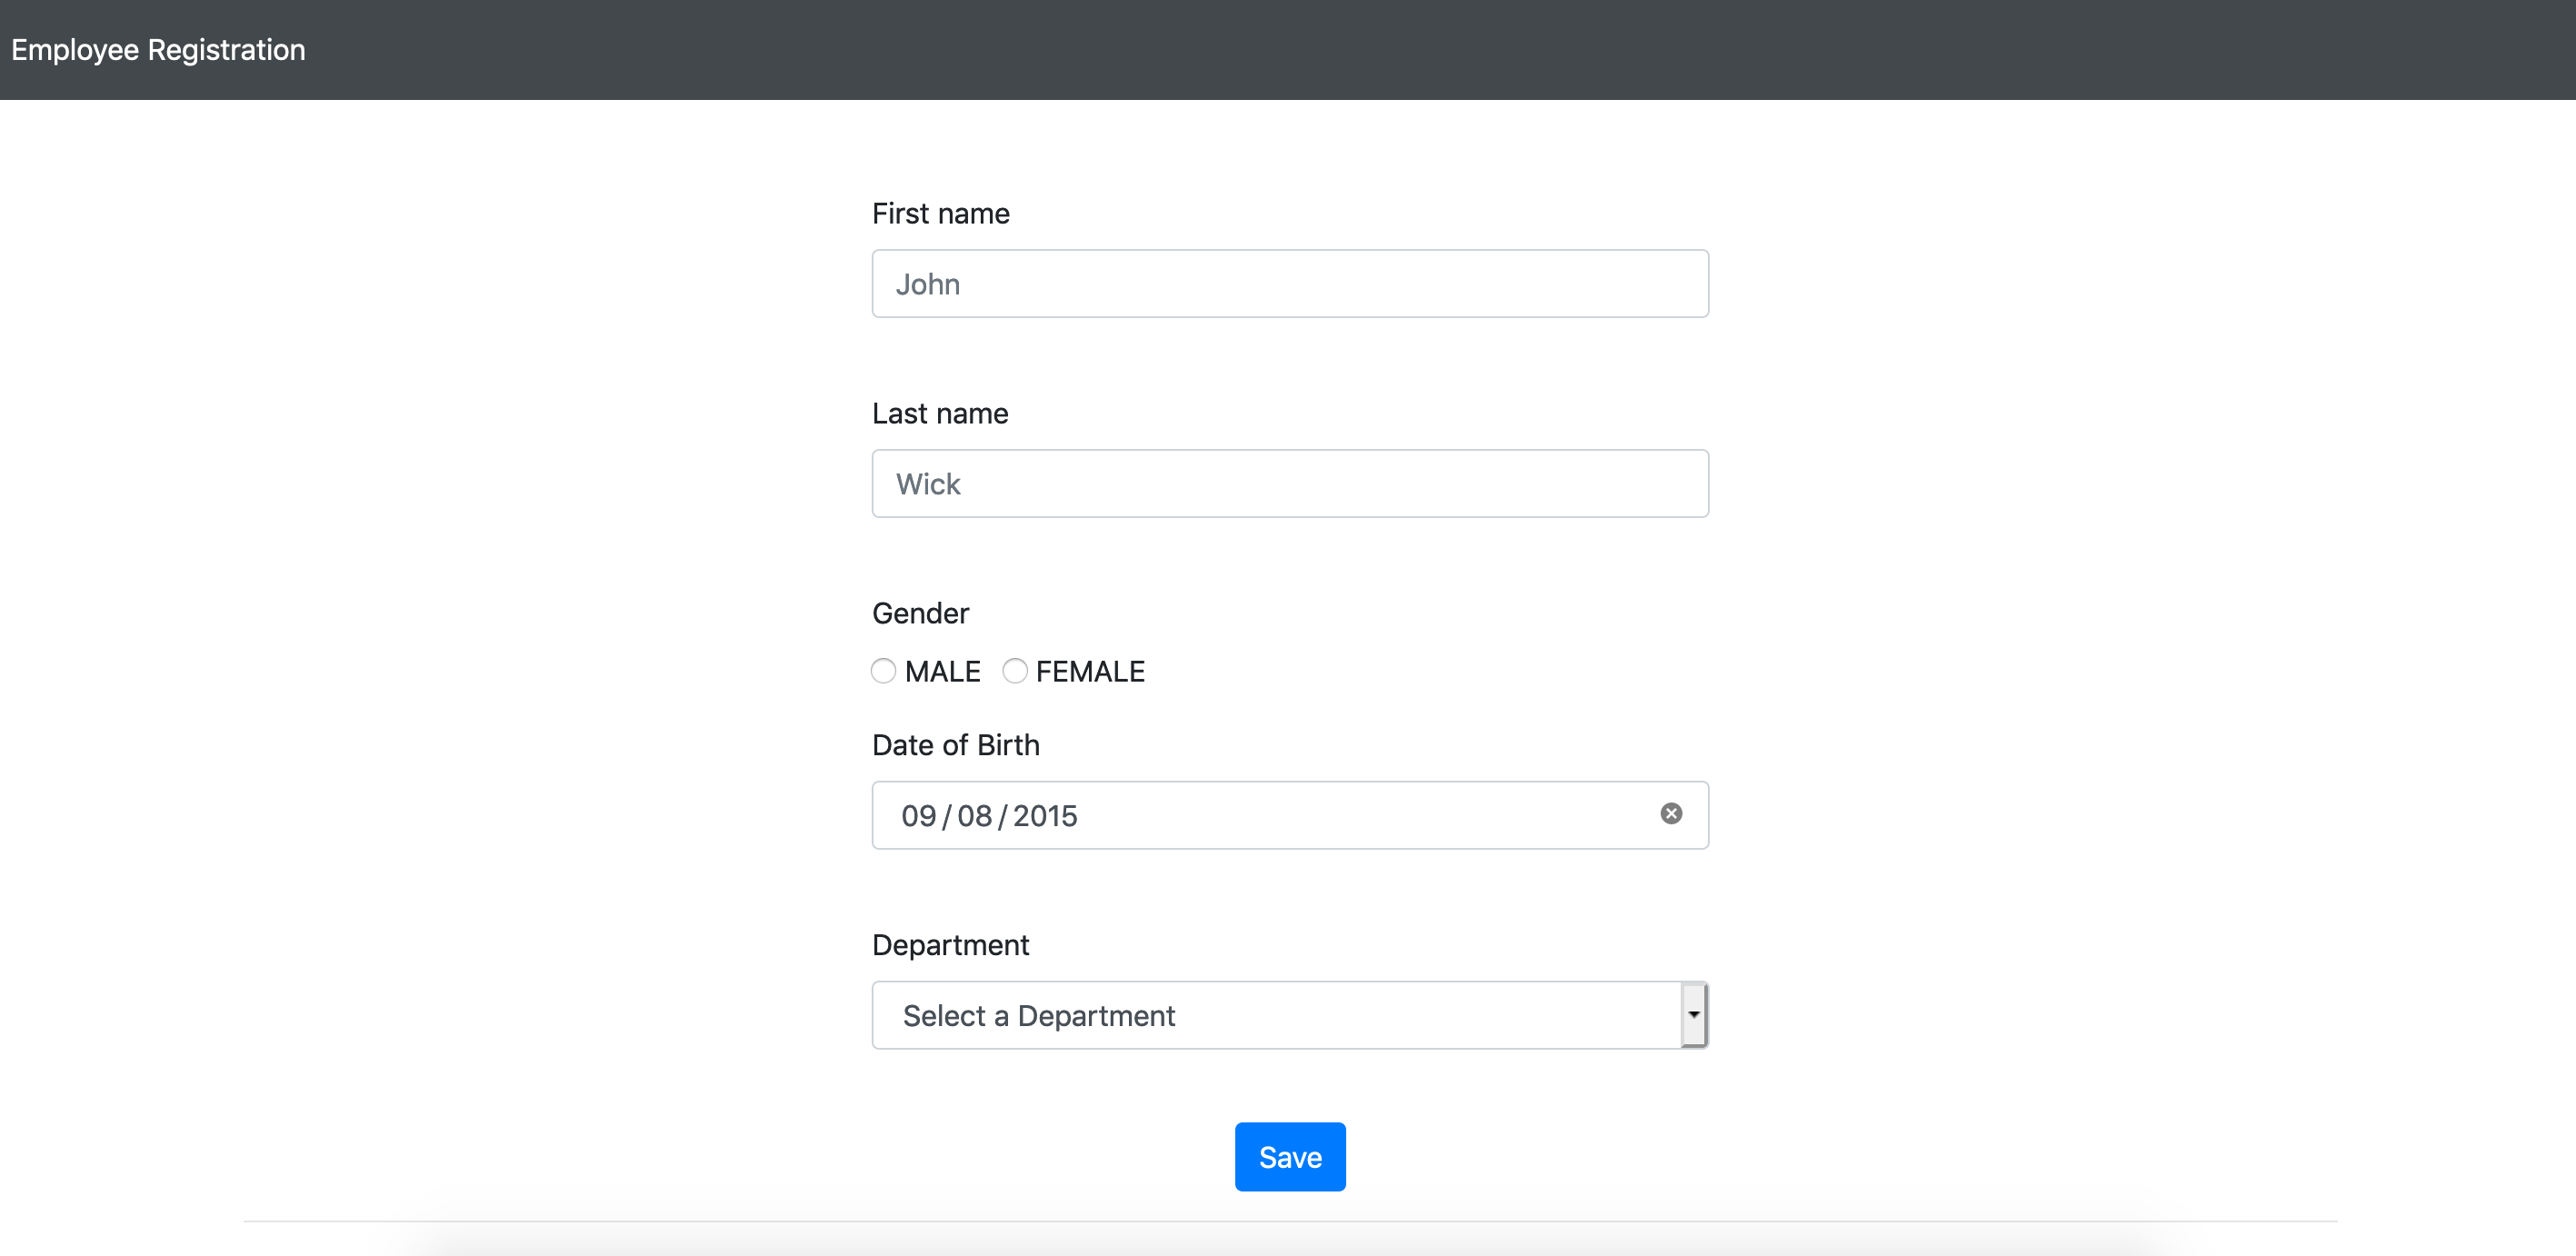 Employee Registration
First name
John
Last name
Wick
Gender
MALE FEMALE
Date of Birth
09/08/2015
Department
Select a Department
Save